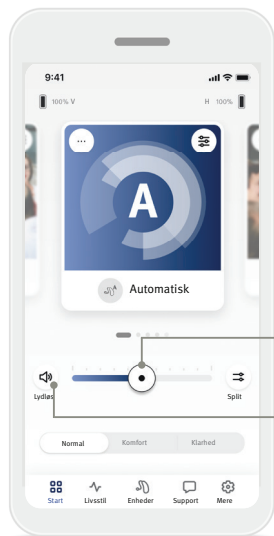 9:41
100% V H 100%
...
A
A Automatisk
Lydløs Split
Normal Komfort Klarhed
Start Livsstil Enheder Support Mere